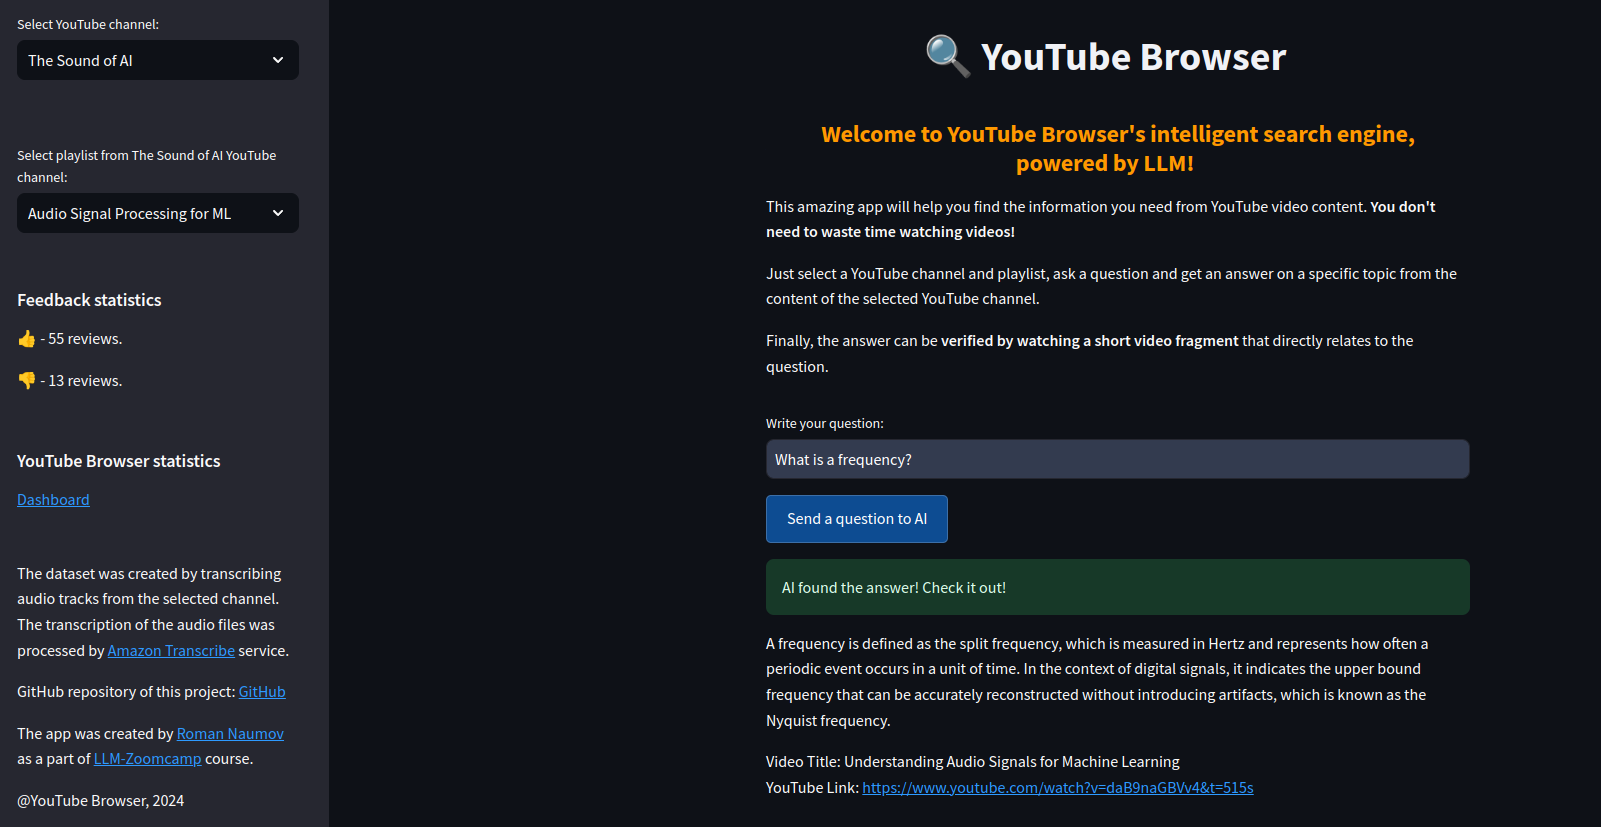 Select YouTube channel:
The Sound of AI
Select playlist from The Sound of AI YouTube
channel:
Audio Signal Processing for ML
Feedback statistics
👍 - 55 reviews.
👎 - 13 reviews.
YouTube Browser statistics
Dashboard
The dataset was created by transcribing
audio tracks from the selected channel.
The transcription of the audio files was
processed by Amazon Transcribe service.
GitHub repository of this project: GitHub
The app was created by Roman Naumov
as a part of LLM-Zoomcamp course.
@YouTube Browser, 2024
🔍 YouTube Browser
Welcome to YouTube Browser's intelligent search engine,
powered by LLM!
This amazing app will help you find the information you need from YouTube video content. You don't
need to waste time watching videos!
Just select a YouTube channel and playlist, ask a question and get an answer on a specific topic from the
content of the selected YouTube channel.
Finally, the answer can be verified by watching a short video fragment that directly relates to the
question.
Write your question:
What is a frequency?
Send a question to AI
AI found the answer! Check it out!
A frequency is defined as the split frequency, which is measured in Hertz and represents how often a
periodic event occurs in a unit of time. In the context of digital signals, it indicates the upper bound
frequency that can be accurately reconstructed without introducing artifacts, which is known as the
Nyquist frequency.
Video Title: Understanding Audio Signals for Machine Learning
YouTube Link: https://www.youtube.com/watch?v=daB9naGBVv4&t=515s